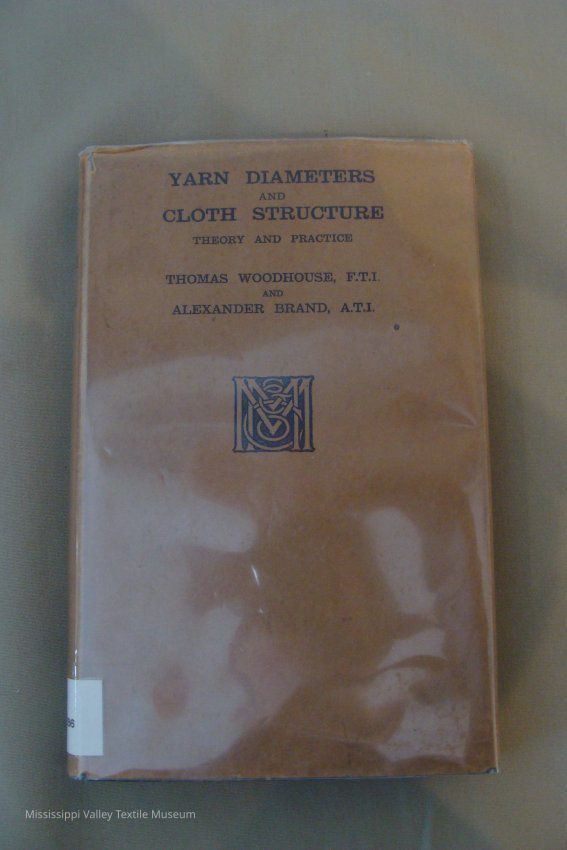 YARN DIAMETERS
AND
CLOTH STRUCTURE
THEORY AND PRACTICE
THOMAS WOODHOUSE, F.T.I.
AND
ALEXANDER BRAND, A.T.I.
Mississippi Valley Textile Museum